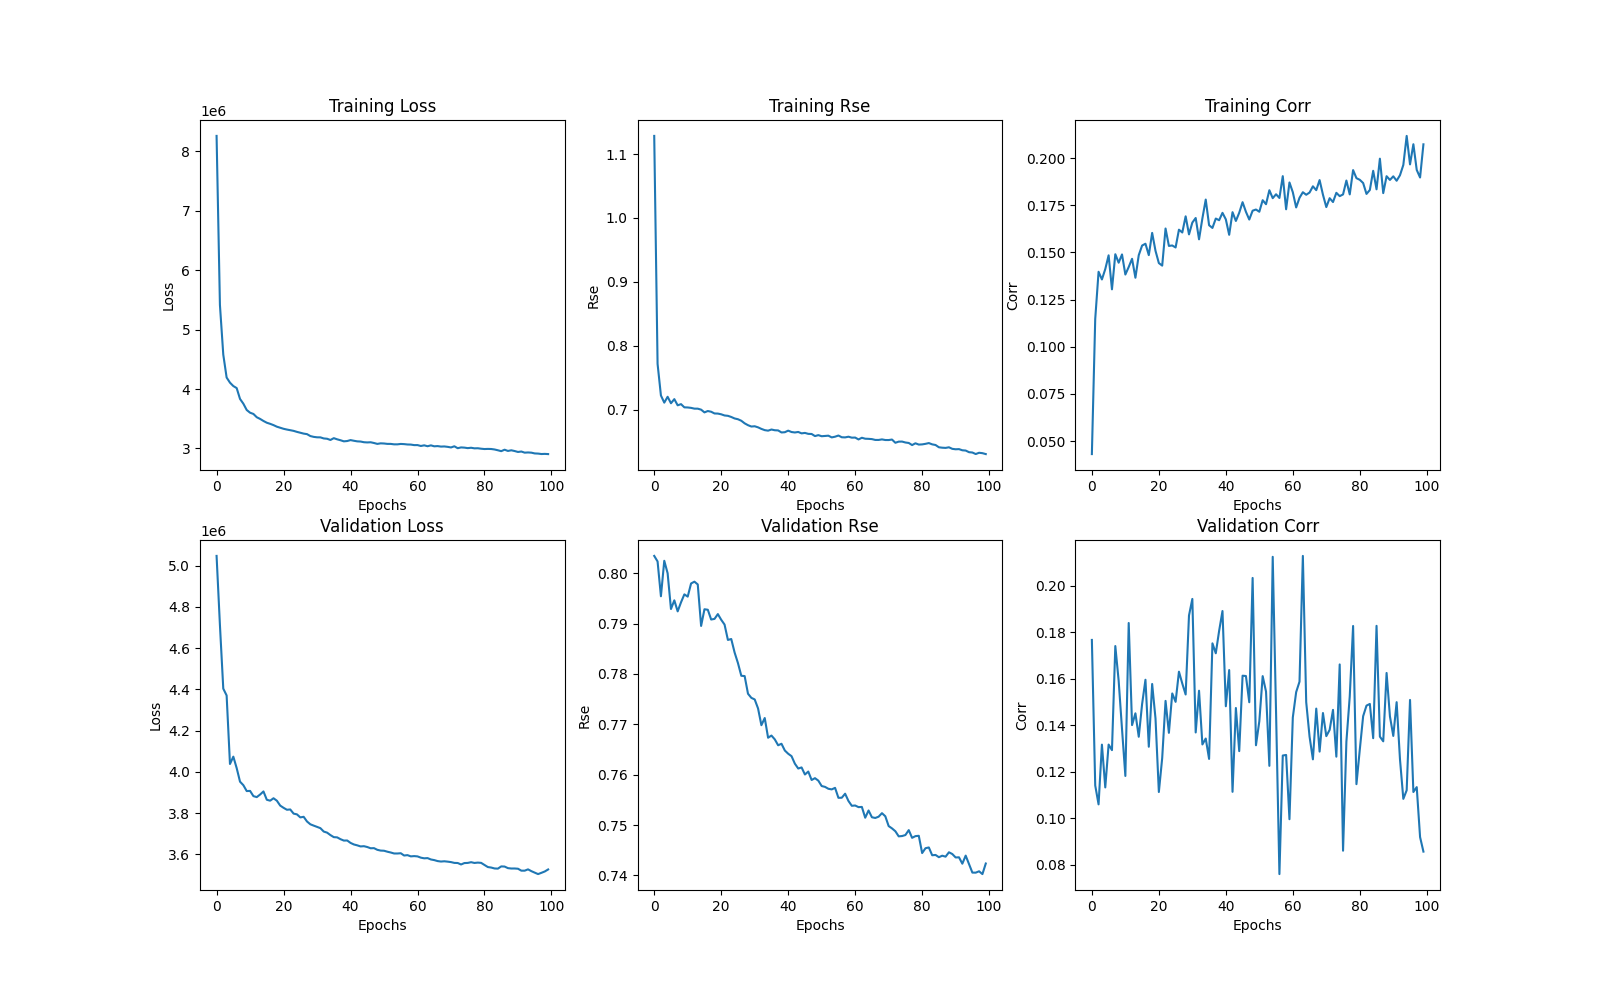 Training Loss
1e6
8
7
6
5
4
3
Loss
0 20 40 60 80 100
Epochs
Training Rse
1.1
1.0
0.9
0.8
0.7
Rse
0 20 40 60 80 100
Epochs
Training Corr
0.200
0.175
0.150
0.125
0.100
0.075
0.050
Corr
0 20 40 60 80 100
Epochs
Validation Loss
1e6
5.0
4.8
4.6
4.4
4.2
4.0
3.8
3.6
Loss
0 20 40 60 80 100
Epochs
Validation Rse
0.80
0.79
0.78
0.77
0.76
0.75
0.74
Rse
0 20 40 60 80 100
Epochs
Validation Corr
0.20
0.18
0.16
0.14
0.12
0.10
0.08
Corr
0 20 40 60 80 100
Epochs